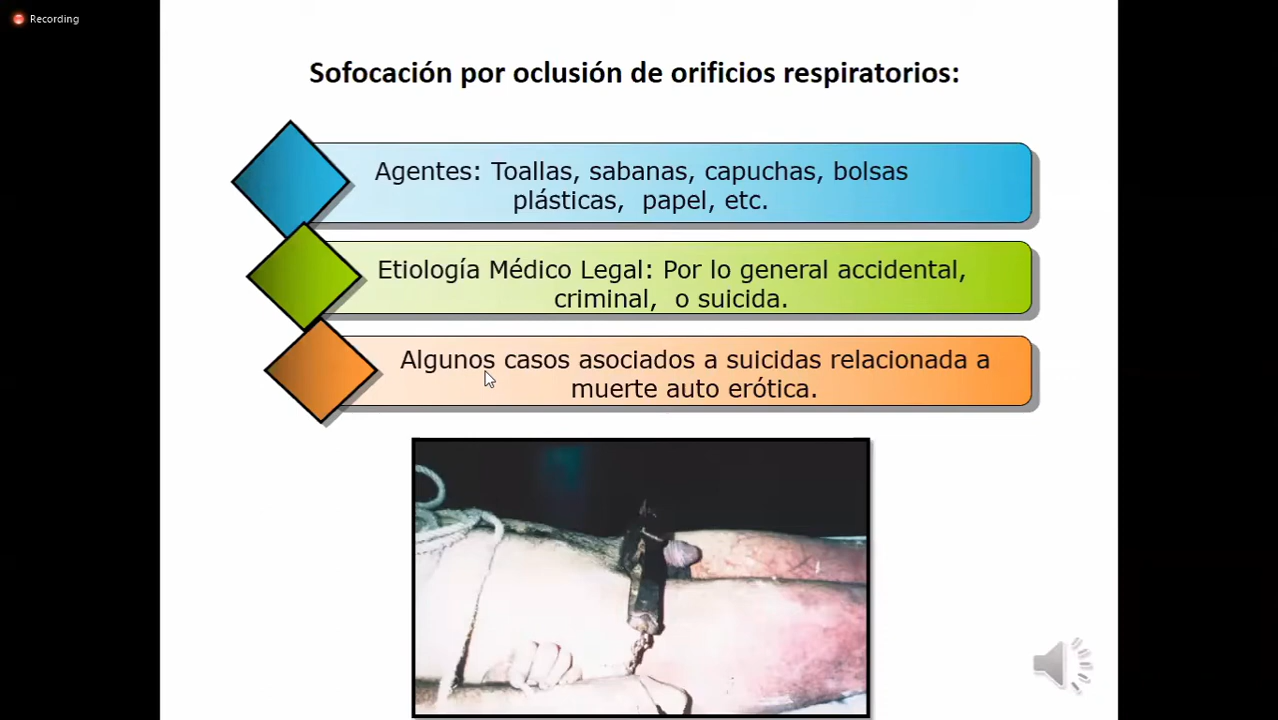 Recording
Sofocación por oclusión de orificios respiratorios:
Agentes: Toallas, sabanas, capuchas, bolsas
plásticas, papel, etc.
Etiología Médico Legal: Por lo general accidental,
criminal, o suicida.
Algunos casos asociados a suicidas relacionada a
muerte auto erótica.